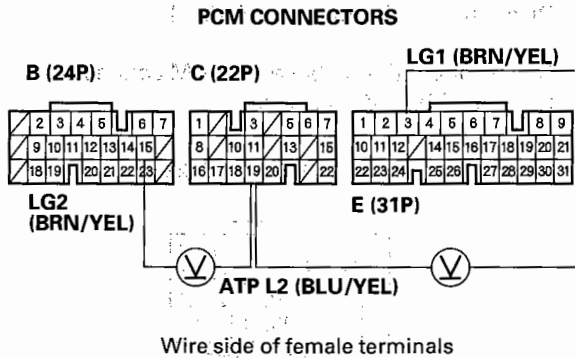 PCM CONNECTORS
LG1 (BRN/YEL)
B (24P) C (22P)
2 3 4 5 6 7 1 3 5 6 1 2 3 4 5 6 7 8 9
9 10 11 12 13 14 15 8 10 11 13 15 10 11 12 14 15 16 17 18 19 20 21
18 19 20 21 22 23 16 17 18 19 20 22 22 23 24 25 26 27 28 29 30 31
LG2
(BRN/YEL)
E (31P)
V V
ATP L2 (BLU/YEL)
Wire side of female terminals